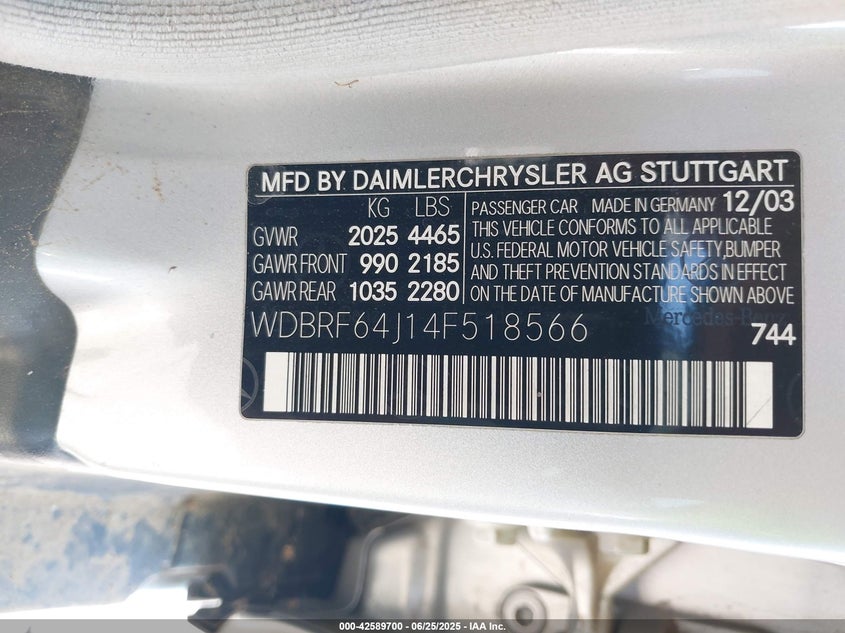 MFD BY DAIMLERCHRYSLER AG STUTTGART
KG LBS
GVWR 2025 4465
GAWR FRONT 990 2185
GAWR REAR 1035 2280
PASSENGER CAR MADE IN GERMANY 12/03
THIS VEHICLE CONFORMS TO ALL APPLICABLE
U.S. FEDERAL MOTOR VEHICLE SAFETY,BUMPER
AND THEFT PREVENTION STANDARDS IN EFFECT
ON THE DATE OF MANUFACTURE SHOWN ABOVE
WDBRF64J14F518566
Mercedes-Benz
744
000-42589700 - 06/25/2025 - IAA Inc.